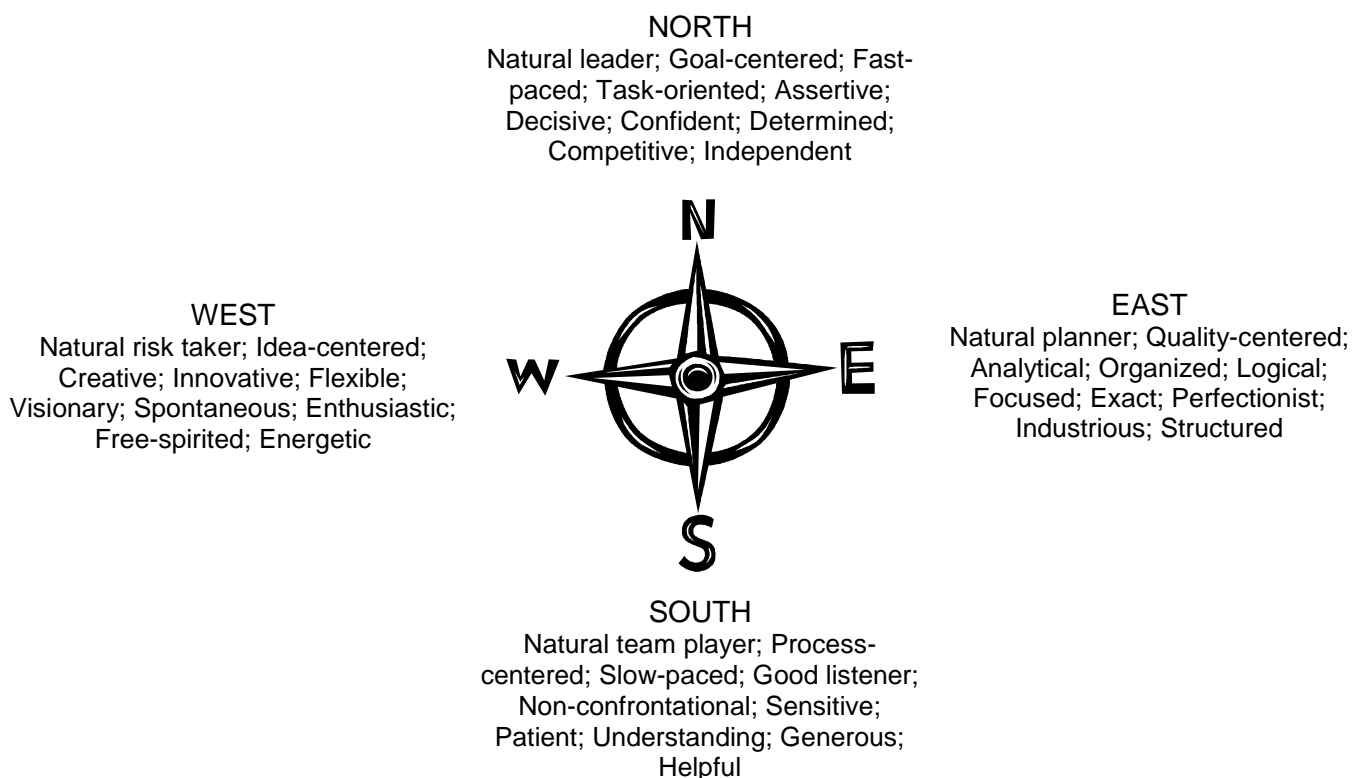 NORTH
Natural leader; Goal-centered; Fast-
paced; Task-oriented; Assertive;
Decisive; Confident; Determined;
Competitive; Independent
N
WEST
Natural risk taker; Idea-centered;
Creative; Innovative; Flexible;
Visionary; Spontaneous; Enthusiastic;
Free-spirited; Energetic
W
E
EAST
Natural planner; Quality-centered;
Analytical; Organized; Logical;
Focused; Exact; Perfectionist;
Industrious; Structured
S
SOUTH
Natural team player; Process-
centered; Slow-paced; Good listener;
Non-confrontational; Sensitive;
Patient; Understanding; Generous;
Helpful